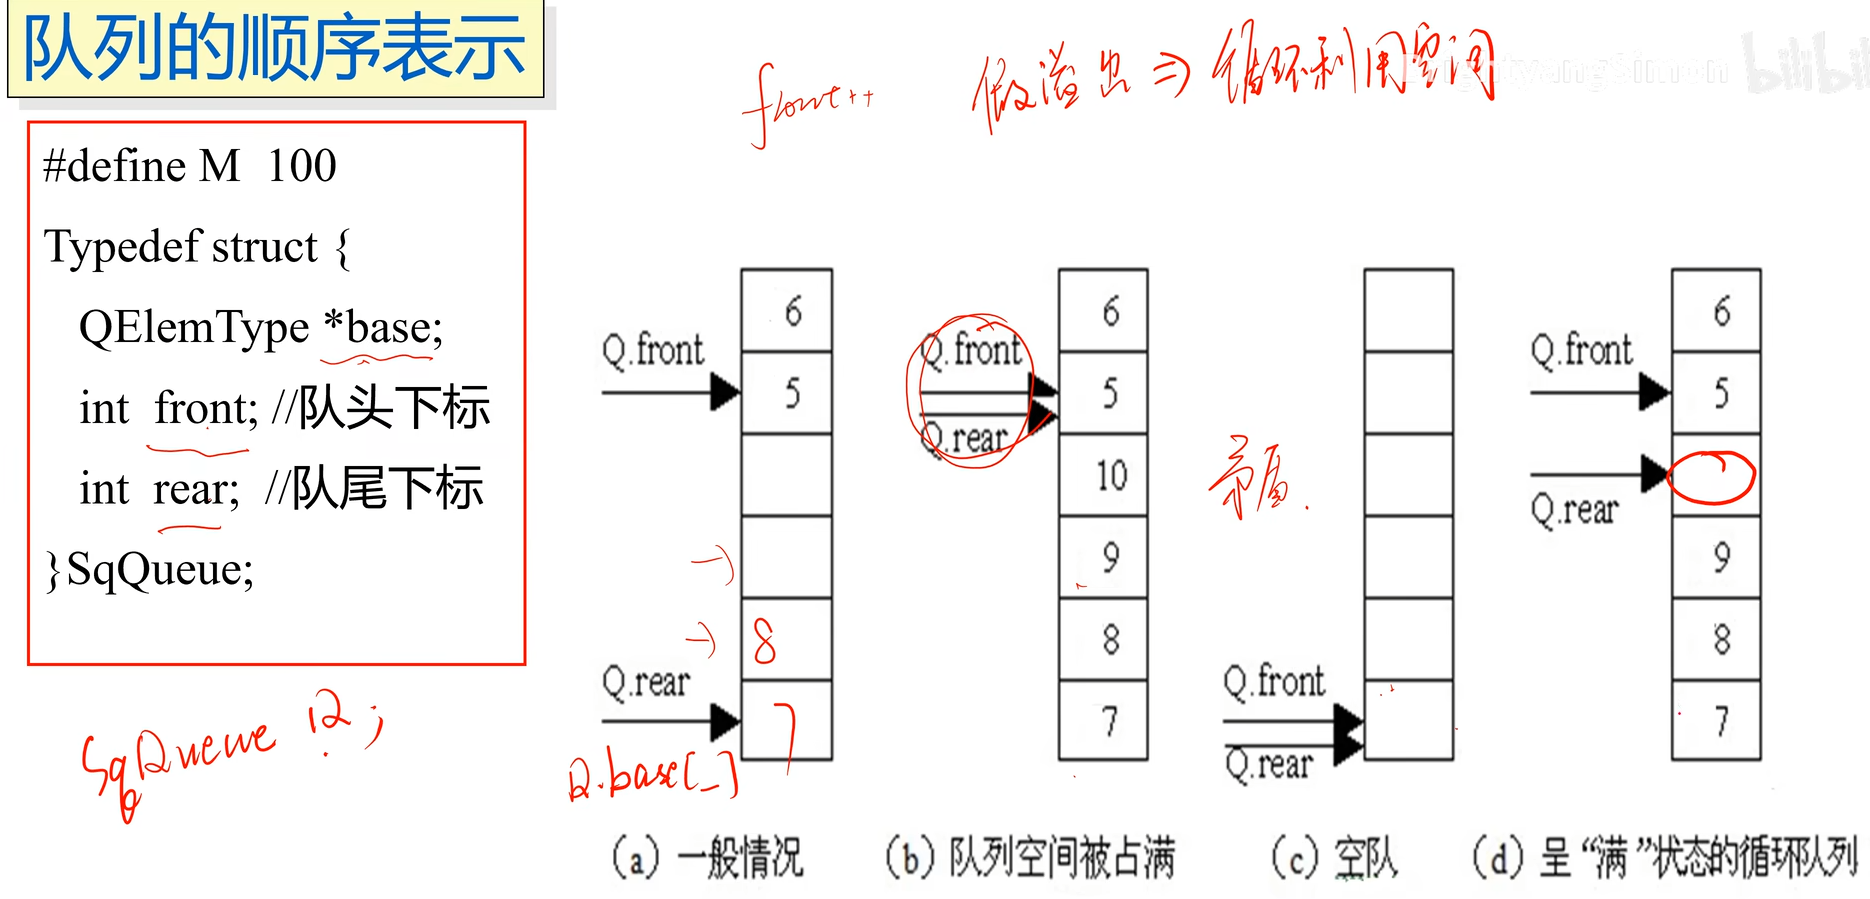 队列的顺序表示
front++ 假溢出 ⇒ 循环利用空间
bilibili
#define M 100
Typedef struct {
QElemType *base;
int front; //队头下标
int rear; //队尾下标
}SqQueue;
SqQueue Q;
Q.front
6
5
8
Q.rear
7
Q.base[_]
(a)一般情况
Q.front
Q.rear
6
5
10
9
8
7
(b)队列空间被占满
矛盾.
Q.front
Q.rear
(c)空队
Q.front
Q.rear
6
5
9
8
7
(d)呈“满”状态的循环队列